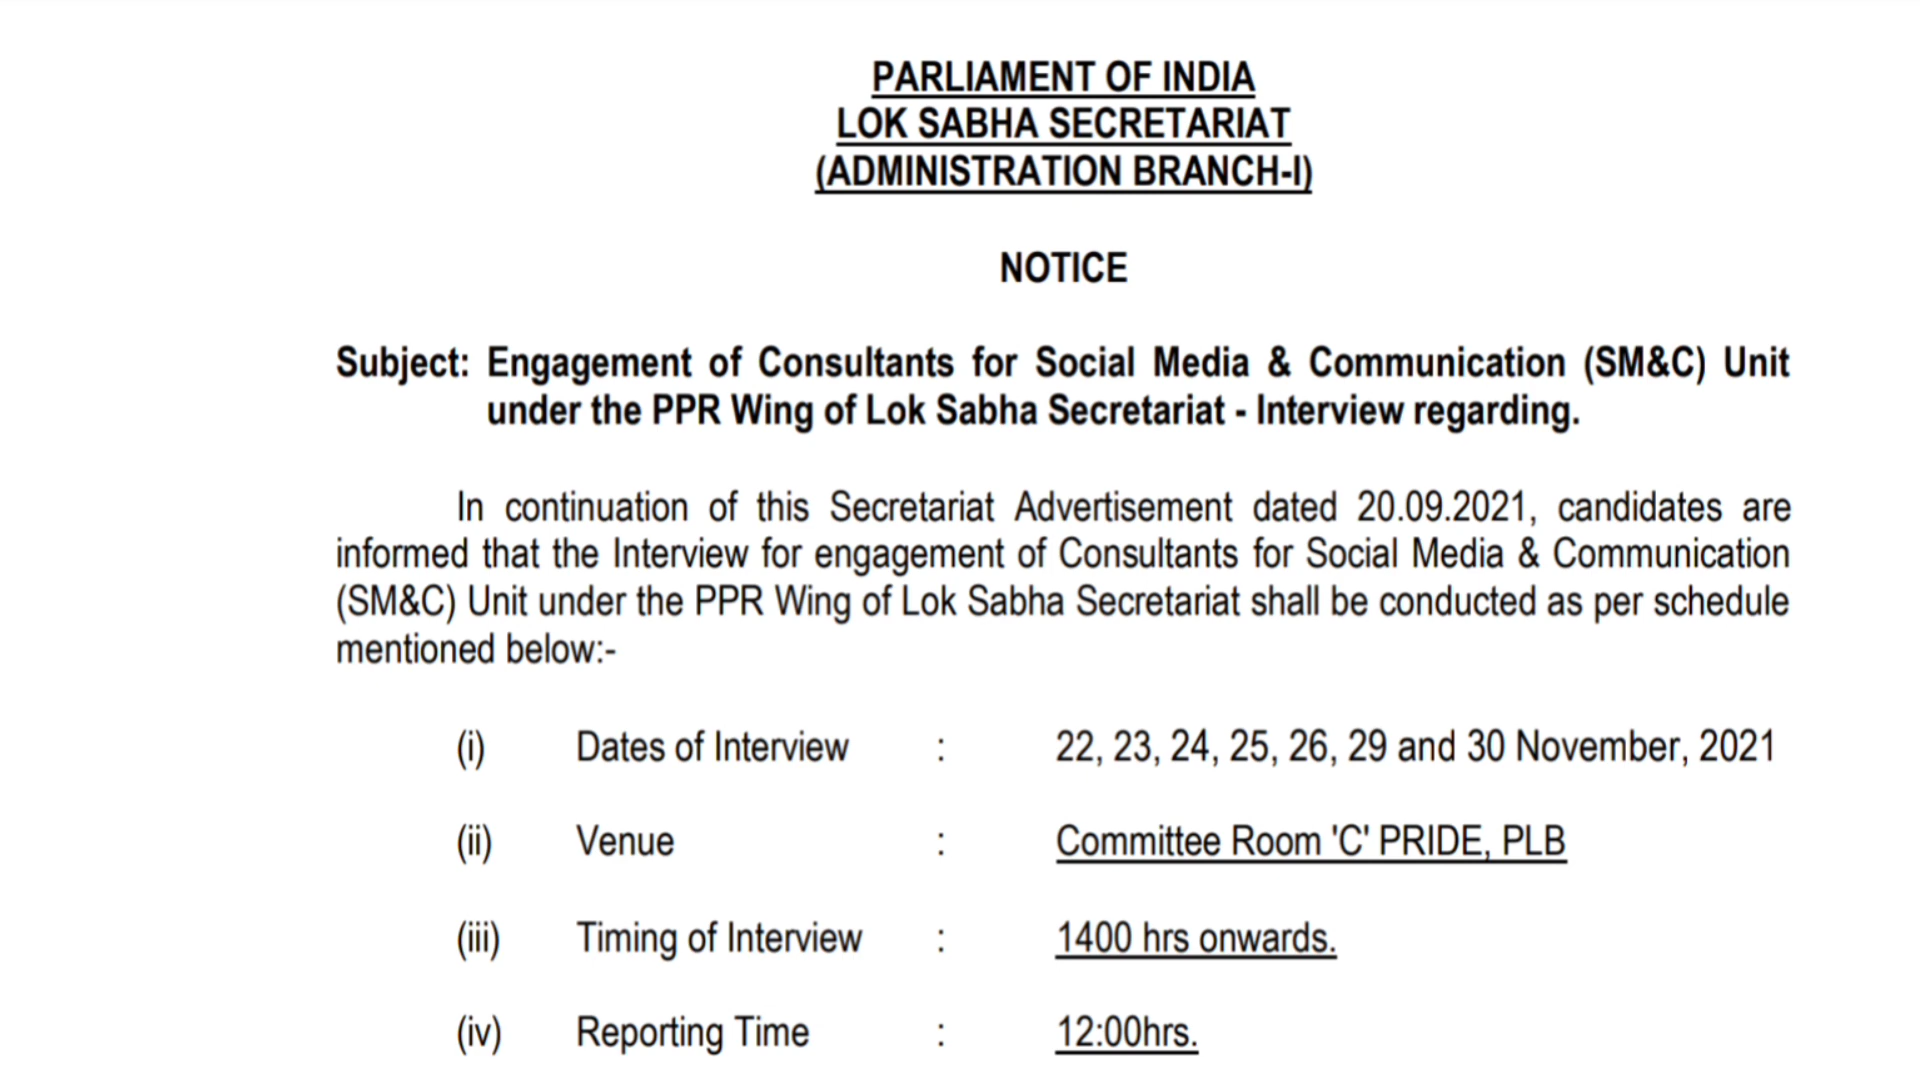 PARLIAMENT OF INDIA
LOK SABHA SECRETARIAT
(ADMINISTRATION BRANCH-I)
NOTICE
Subject: Engagement of Consultants for Social Media & Communication (SM&C) Unit
under the PPR Wing of Lok Sabha Secretariat - Interview regarding.
In continuation of this Secretariat Advertisement dated 20.09.2021, candidates are
informed that the Interview for engagement of Consultants for Social Media & Communication
(SM&C) Unit under the PPR Wing of Lok Sabha Secretariat shall be conducted as per schedule
mentioned below:-
(i) Dates of Interview : 22, 23, 24, 25, 26, 29 and 30 November, 2021
(ii) Venue : Committee Room 'C' PRIDE, PLB
(iii) Timing of Interview : 1400 hrs onwards.
(iv) Reporting Time : 12:00hrs.